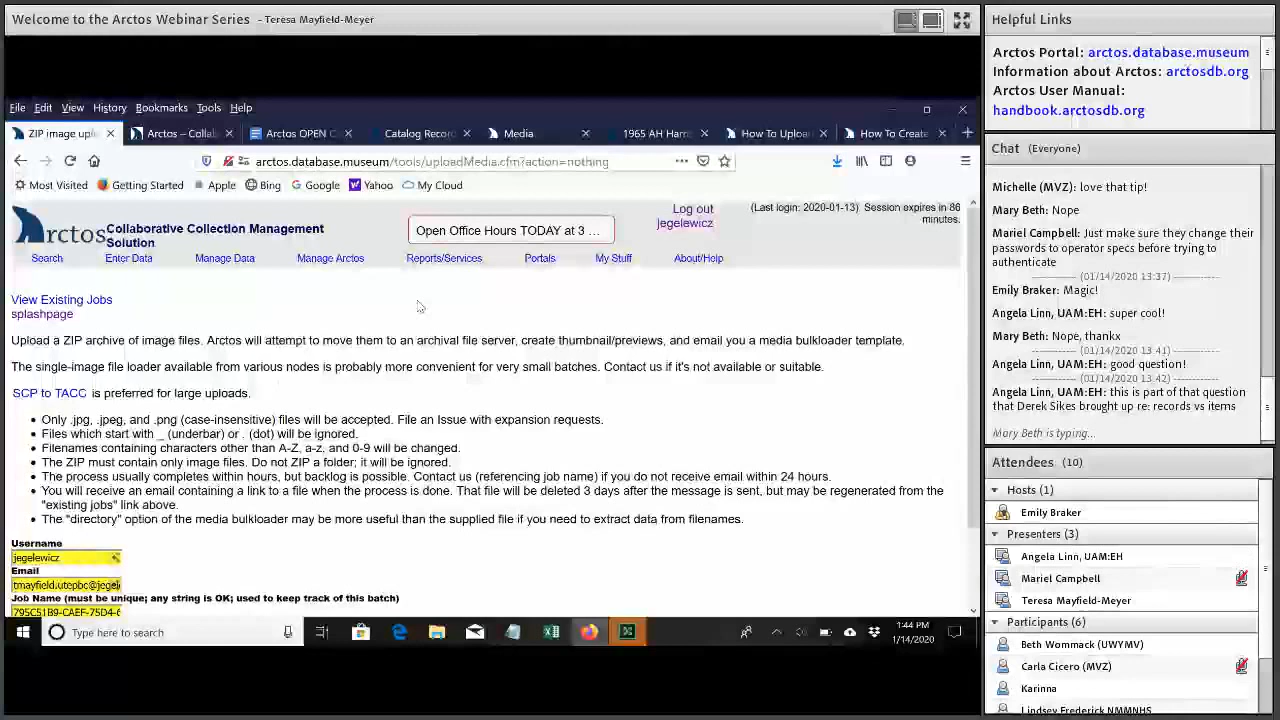 Welcome to the Arctos Webinar Series - Teresa Mayfield-Meyer
File Edit View History Bookmarks Tools Help
ZIP image upl Arctos – Collab Arctos OPEN C Catalog Recor Media 1965 AH Harri How To Upload How To Create
arctos.database.museum/tools/uploadMedia.cfm?action=nothing
Most Visited Getting Started Apple Bing Google Yahoo My Cloud
Arctos Collaborative Collection Management Solution
Open Office Hours TODAY at 3 ...
Log out
jegelewicz
(Last login: 2020-01-13) Session expires in 86
minutes.
Search Enter Data Manage Data Manage Arctos Reports/Services Portals My Stuff About/Help
View Existing Jobs
splashpage
Upload a ZIP archive of image files. Arctos will attempt to move them to an archival file server, create thumbnail/previews, and email you a media bulkloader template.
The single-image file loader available from various nodes is probably more convenient for very small batches. Contact us if it's not available or suitable.
SCP to TACC is preferred for large uploads.
• Only .jpg, .jpeg, and .png (case-insensitive) files will be accepted. File an Issue with expansion requests.
• Files which start with _ (underbar) or . (dot) will be ignored.
• Filenames containing characters other than A-Z, a-z, and 0-9 will be changed.
• The ZIP must contain only image files. Do not ZIP a folder; it will be ignored.
• The process usually completes within hours, but backlog is possible. Contact us (referencing job name) if you do not receive email within 24 hours.
• You will receive an email containing a link to a file when the process is done. That file will be deleted 3 days after the message is sent, but may be regenerated from the
"existing jobs" link above.
• The "directory" option of the media bulkloader may be more useful than the supplied file if you need to extract data from filenames.
Username
jegelewicz
Email
tmayfield.utepbc@jegel
Job Name (must be unique; any string is OK; used to keep track of this batch)
795C51B9-CAEF-75D4-6
Type here to search
1:44 PM
1/14/2020
Helpful Links
Arctos Portal: arctos.database.museum
Information about Arctos: arctosdb.org
Arctos User Manual:
handbook.arctosdb.org
Chat (Everyone)
Michelle (MVZ): love that tip!
Mary Beth: Nope
Mariel Campbell: Just make sure they change their
passwords to operator specs before trying to
authenticate
(01/14/2020 13:37)
Emily Braker: Magic!
Angela Linn, UAM:EH: super cool!
Mary Beth: Nope, thankx
(01/14/2020 13:41)
Angela Linn, UAM:EH: good question!
(01/14/2020 13:42)
Angela Linn, UAM:EH: this is part of that question
that Derek Sikes brought up re: records vs items
Mary Beth is typing...
Attendees (10)
Hosts (1)
Emily Braker
Presenters (3)
Angela Linn, UAM:EH
Mariel Campbell
Teresa Mayfield-Meyer
Participants (6)
Beth Wommack (UWYMV)
Carla Cicero (MVZ)
Karinna
Lindsey Frederick NMMNHS